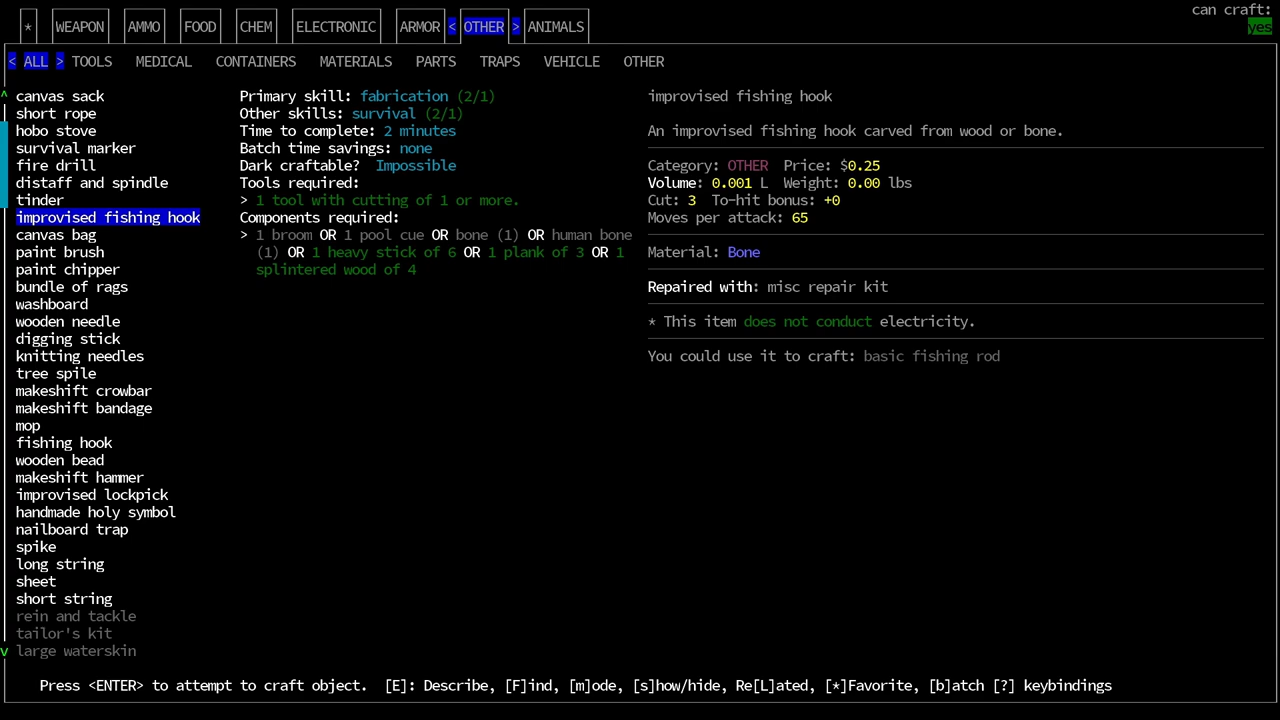 can craft:
* WEAPON AMMO FOOD CHEM ELECTRONIC ARMOR < OTHER > ANIMALS
yes
< ALL > TOOLS MEDICAL CONTAINERS MATERIALS PARTS TRAPS VEHICLE OTHER
^ canvas sack
short rope
hobo stove
survival marker
fire drill
distaff and spindle
tinder
improvised fishing hook
canvas bag
paint brush
paint chipper
bundle of rags
washboard
wooden needle
digging stick
knitting needles
tree spile
makeshift crowbar
makeshift bandage
mop
fishing hook
wooden bead
makeshift hammer
improvised lockpick
handmade holy symbol
nailboard trap
spike
long string
sheet
short string
rein and tackle
tailor's kit
v large waterskin
Primary skill: fabrication (2/1)
Other skills: survival (2/1)
Time to complete: 2 minutes
Batch time savings: none
Dark craftable? Impossible
Tools required:
> 1 tool with cutting of 1 or more.
Components required:
> 1 broom OR 1 pool cue OR bone (1) OR human bone
(1) OR 1 heavy stick of 6 OR 1 plank of 3 OR 1
splintered wood of 4
improvised fishing hook
An improvised fishing hook carved from wood or bone.
Category: OTHER Price: $0.25
Volume: 0.001 L Weight: 0.00 lbs
Cut: 3 To-hit bonus: +0
Moves per attack: 65
Material: Bone
Repaired with: misc repair kit
* This item does not conduct electricity.
You could use it to craft: basic fishing rod
Press <ENTER> to attempt to craft object. [E]: Describe, [F]ind, [m]ode, [s]how/hide, Re[L]ated, [*]Favorite, [b]atch [?] keybindings